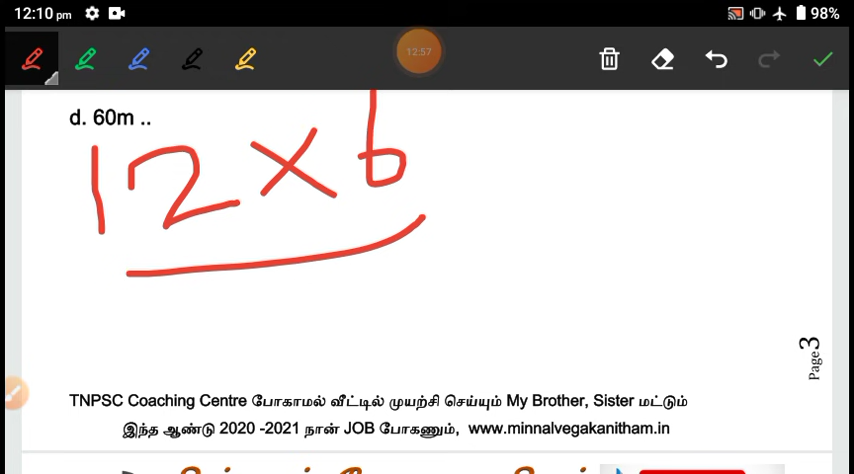 12:10 pm
98%
12:57
d. 60m ..
12 × 6
Page 3
TNPSC Coaching Centre போகாமல் வீட்டில் முயற்சி செய்யும் My Brother, Sister மட்டும்
இந்த ஆண்டு 2020 -2021 நான் JOB போகணும், www.minnalvegakanitham.in